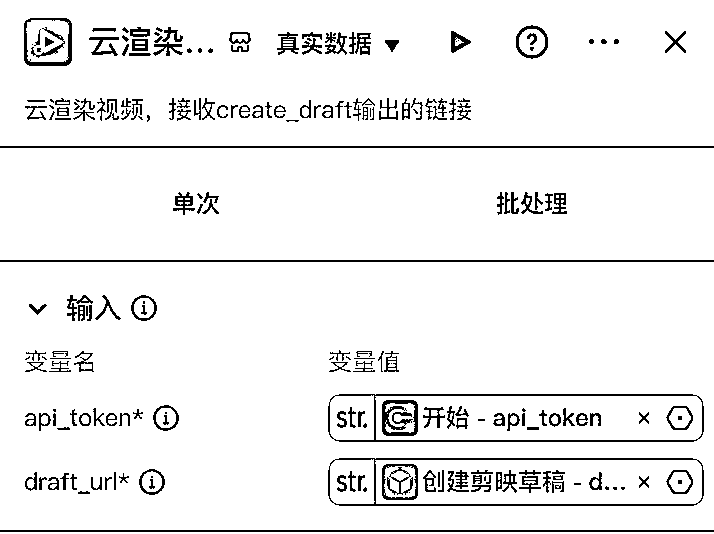 云渲染... 真实数据
云渲染视频，接收create_draft输出的链接
单次 批处理
输入
变量名 变量值
api_token* str. 开始 - api_token
draft_url* str. 创建剪映草稿 - d...